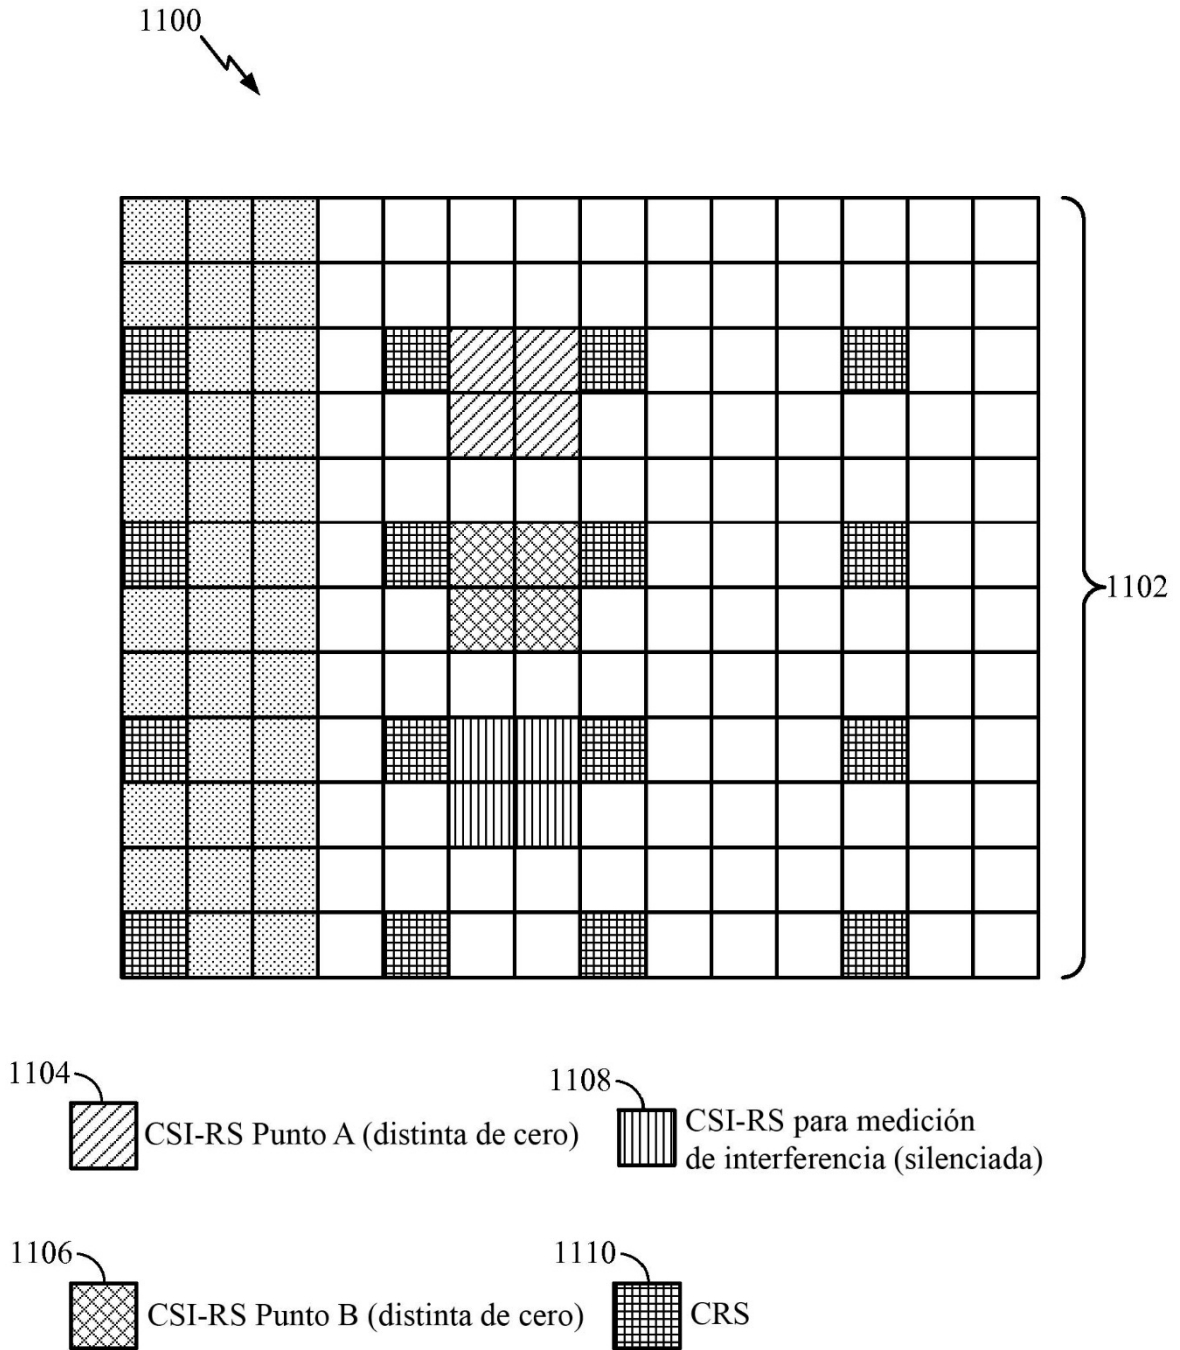 1100
1102
1104
CSI-RS Punto A (distinta de cero)
1108
CSI-RS para medición
de interferencia (silenciada)
1106
CSI-RS Punto B (distinta de cero)
1110
CRS